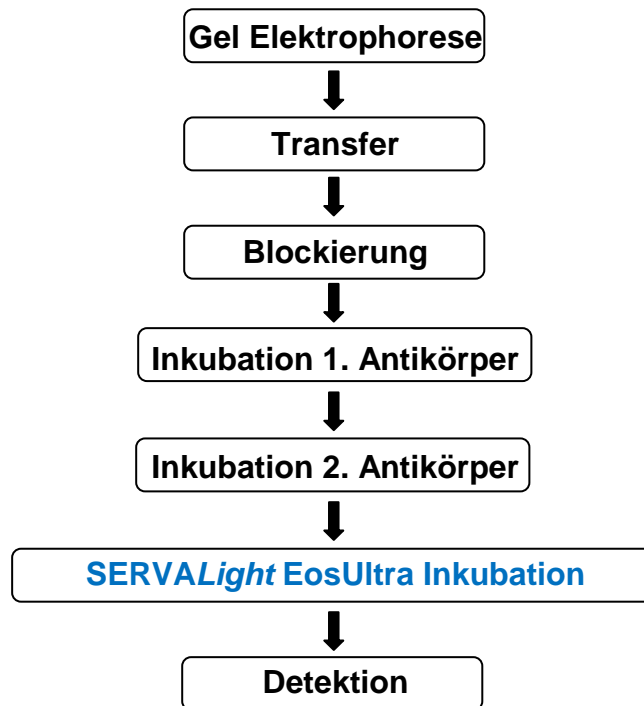 Gel Elektrophorese
Transfer
Blockierung
Inkubation 1. Antikörper
Inkubation 2. Antikörper
SERVALight EosUltra Inkubation
Detektion